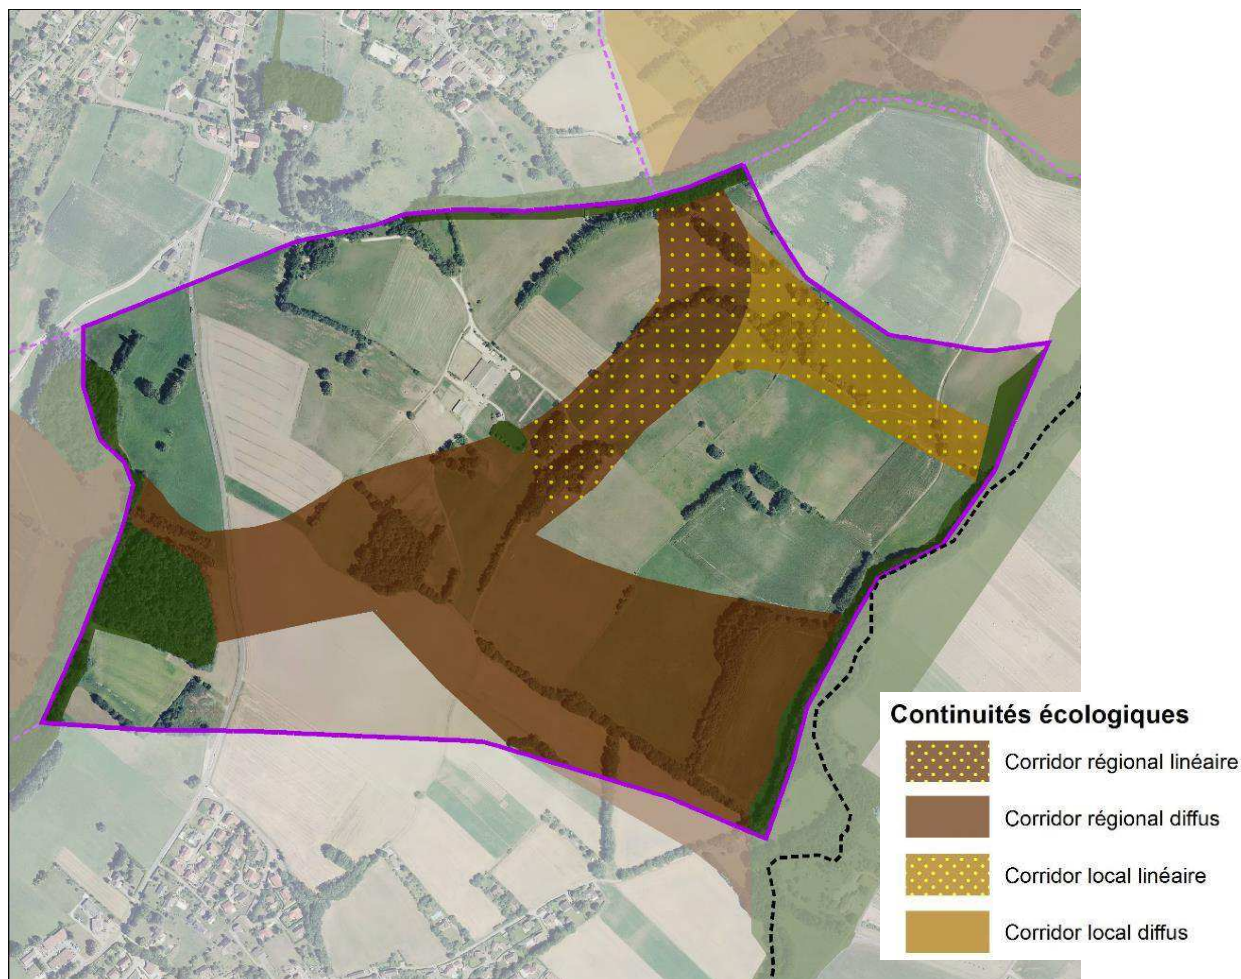 Continuités écologiques
Corridor régional linéaire
Corridor régional diffus
Corridor local linéaire
Corridor local diffus